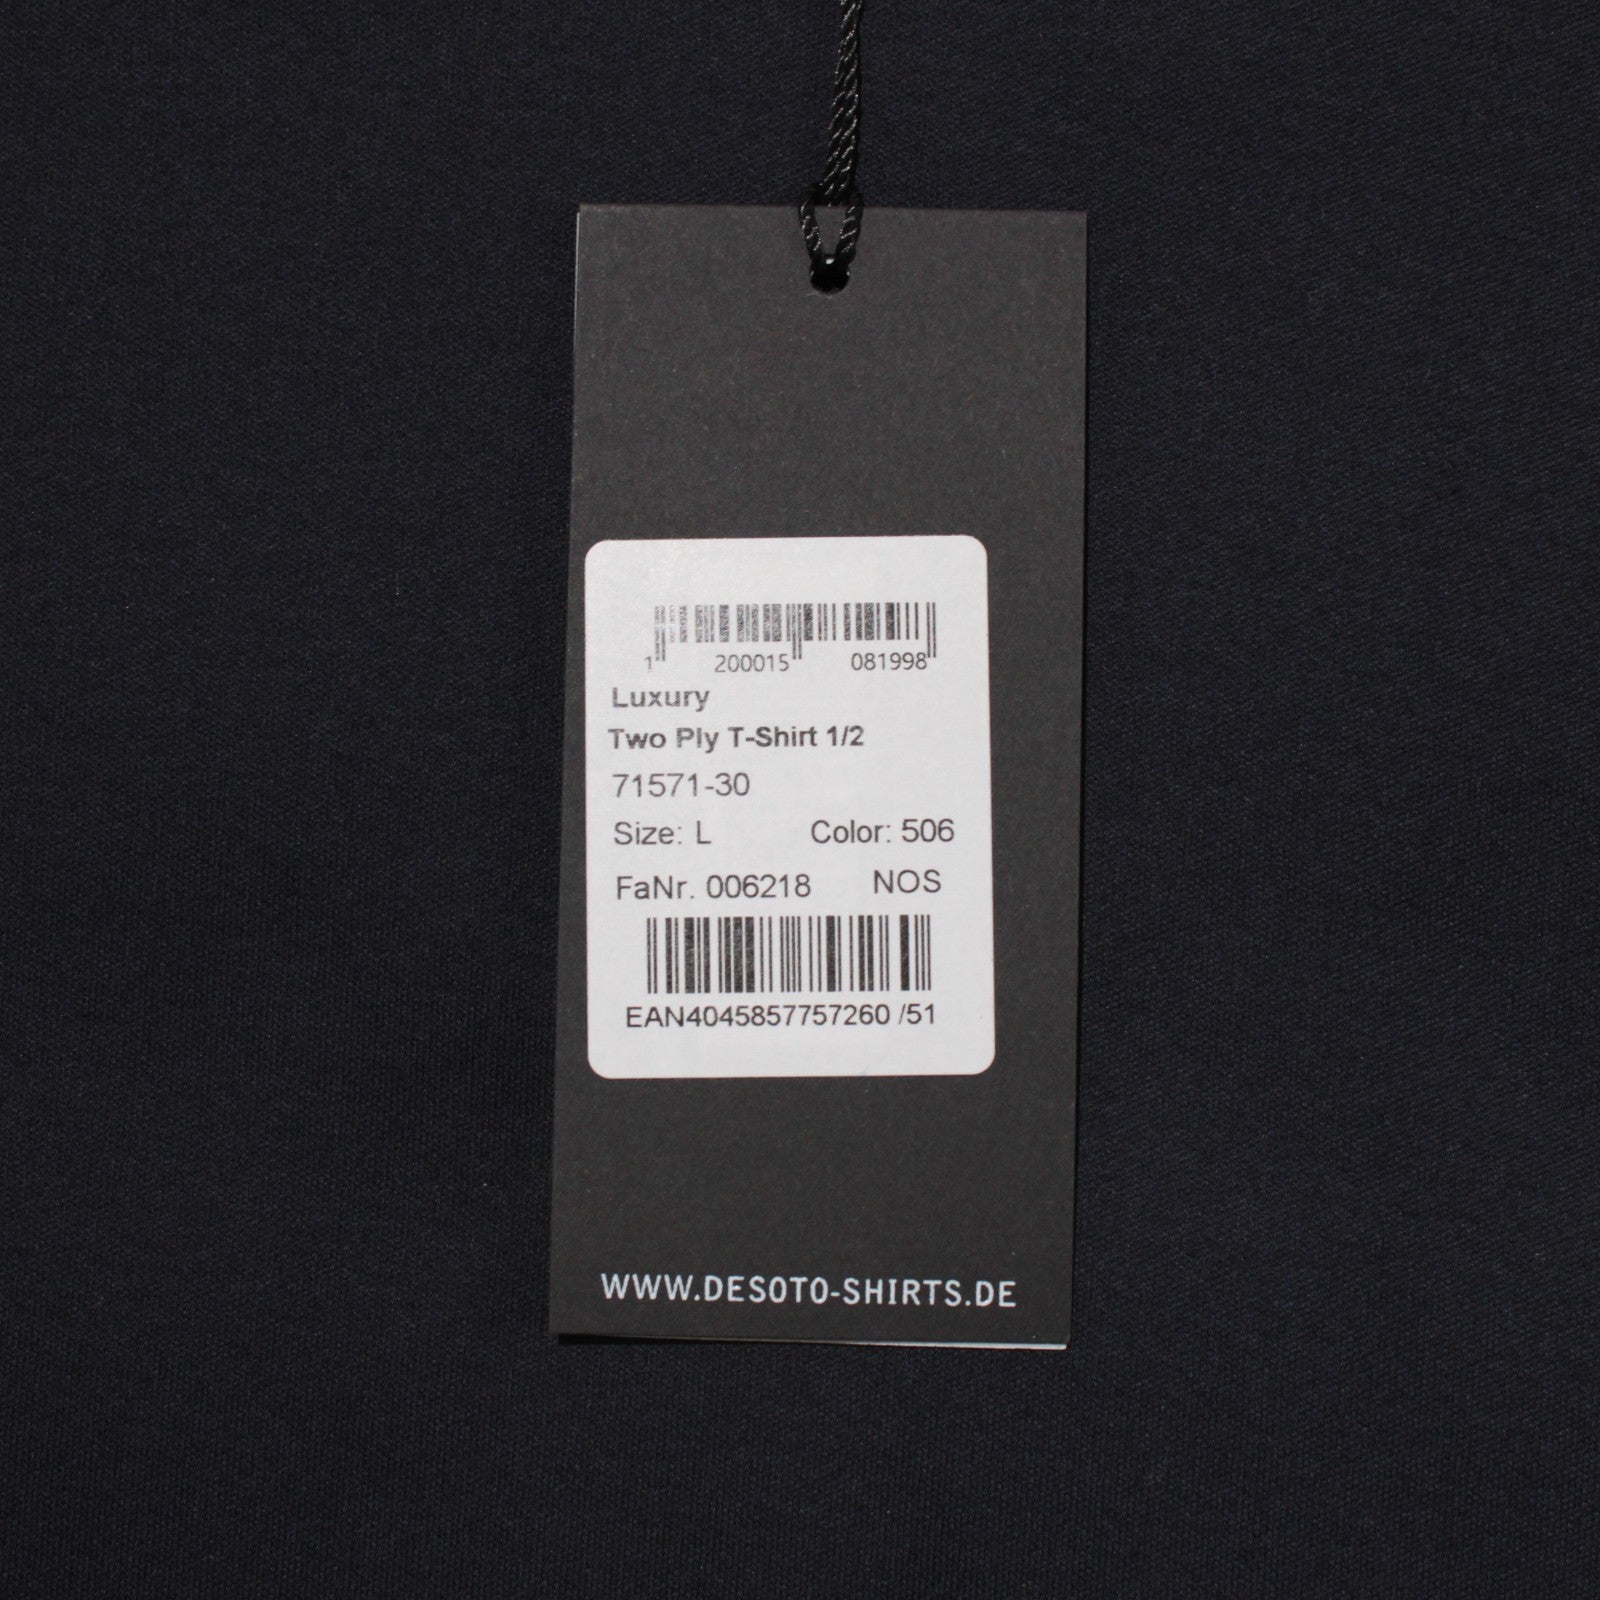 1 200015 081998
Luxury
Two Ply T-Shirt 1/2
71571-30
Size: L Color: 506
FaNr. 006218 NOS
EAN4045857757260 /51
WWW.DESOTO-SHIRTS.DE